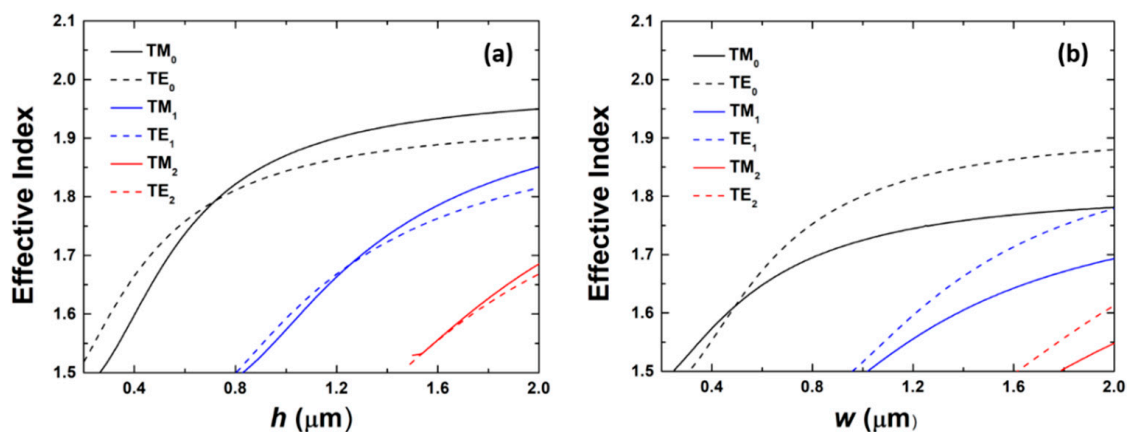 2.1
2.0
1.9
1.8
1.7
1.6
1.5
Effective Index
TM0
TE0
TM1
TE1
TM2
TE2
(a)
0.4 0.8 1.2 1.6 2.0
h (μm)
2.1
2.0
1.9
1.8
1.7
1.6
1.5
Effective Index
TM0
TE0
TM1
TE1
TM2
TE2
(b)
0.4 0.8 1.2 1.6 2.0
w (μm)